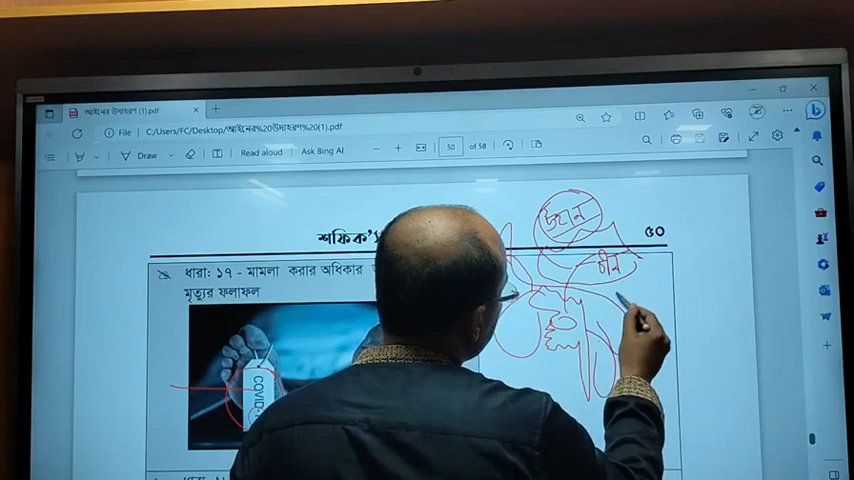 আইনের উদাহরণ (1).pdf
File C:/Users/FC/Desktop/আইনের%20উদাহরণ%20(1).pdf
Draw Read aloud Ask Bing AI 50 of 58
শফিক'
৫০
উহান
চীন
ধারা: ১৭ - মামলা করার অধিকার
মৃত্যুর ফলাফল
COVID-